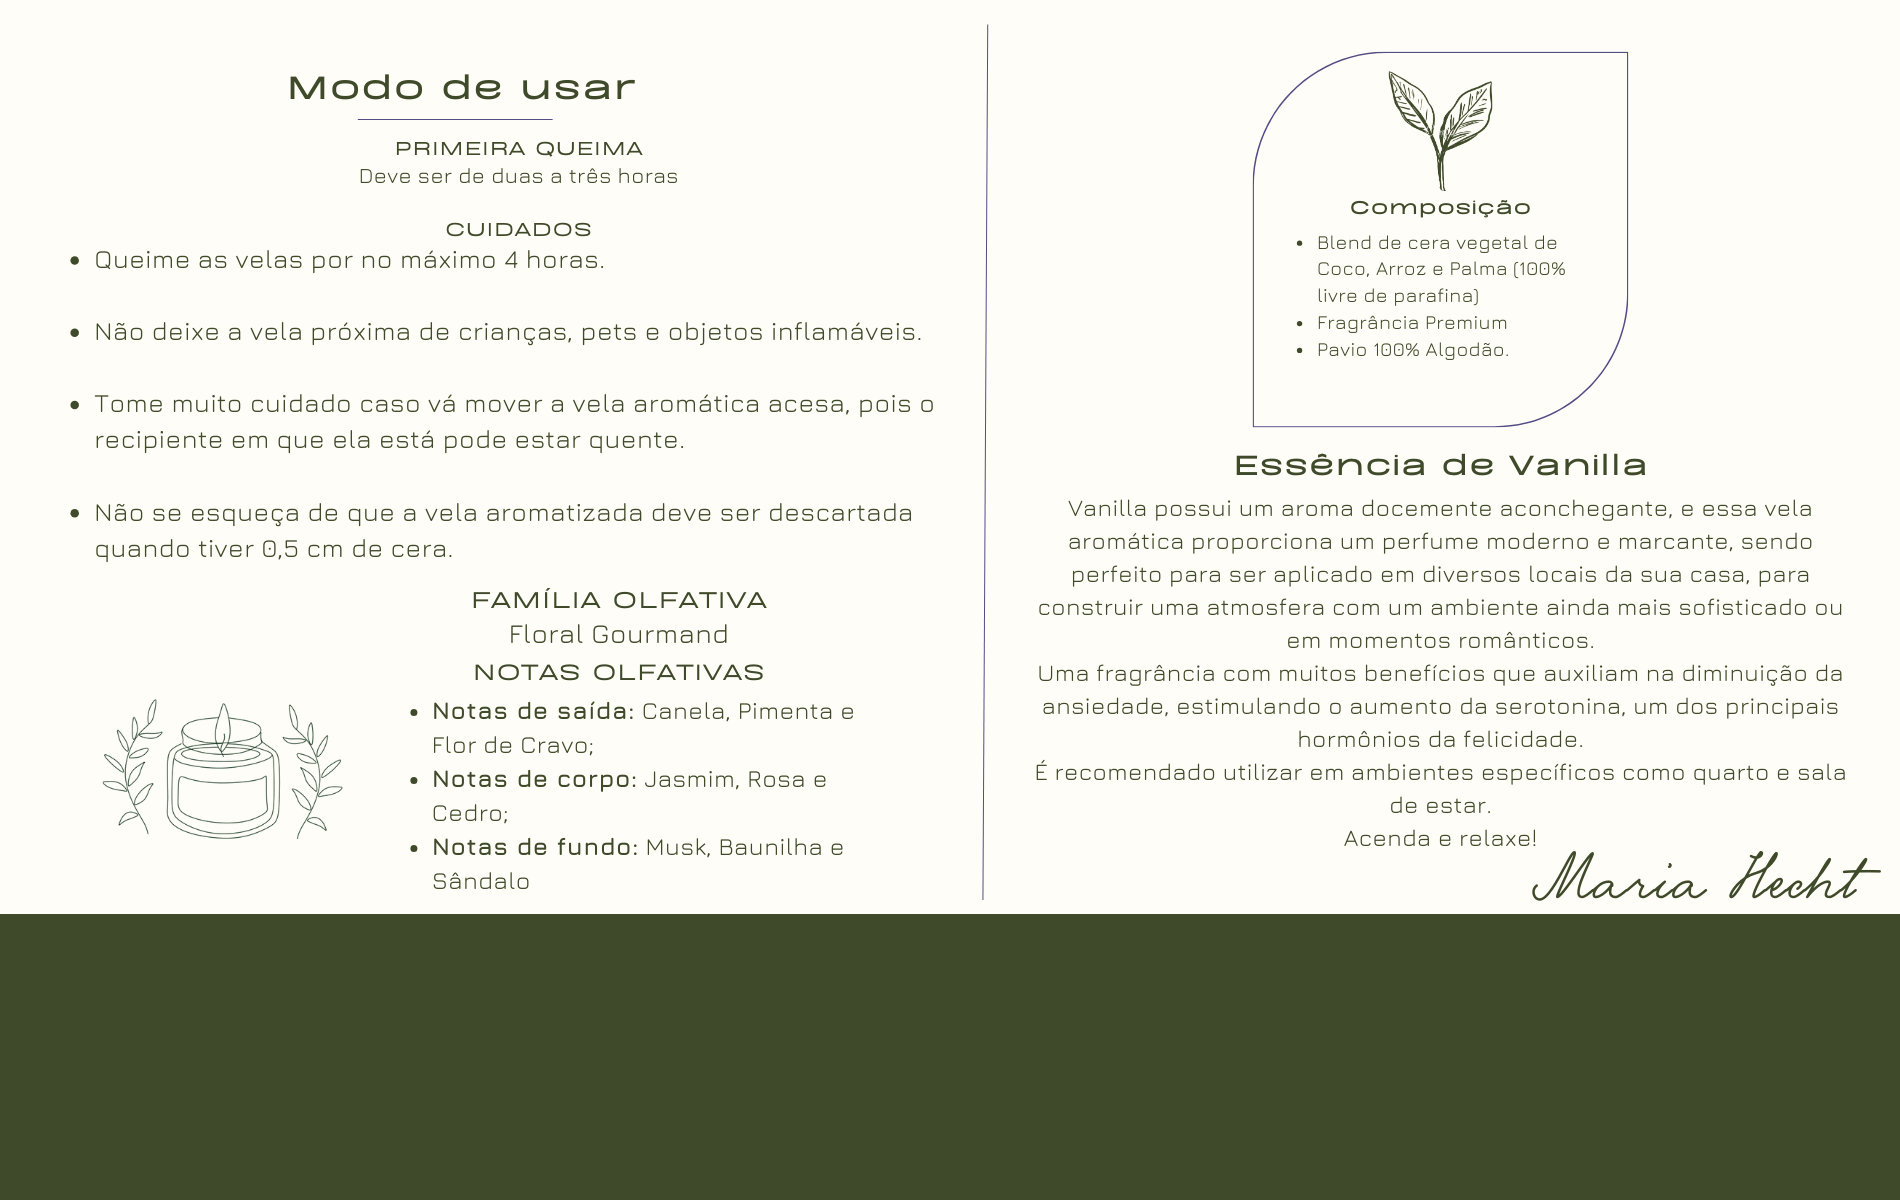 Modo de usar
PRIMEIRA QUEIMA
Deve ser de duas a três horas
CUIDADOS
• Queime as velas por no máximo 4 horas.
• Não deixe a vela próxima de crianças, pets e objetos inflamáveis.
• Tome muito cuidado caso vá mover a vela aromática acesa, pois o
recipiente em que ela está pode estar quente.
• Não se esqueça de que a vela aromatizada deve ser descartada
quando tiver 0,5 cm de cera.
FAMÍLIA OLFATIVA
Floral Gourmand
NOTAS OLFATIVAS
• Notas de saída: Canela, Pimenta e
Flor de Cravo;
• Notas de corpo: Jasmim, Rosa e
Cedro;
• Notas de fundo: Musk, Baunilha e
Sândalo
Composição
• Blend de cera vegetal de
Coco, Arroz e Palma (100%
livre de parafina)
• Fragrância Premium
• Pavio 100% Algodão.
Essência de Vanilla
Vanilla possui um aroma docemente aconchegante, e essa vela
aromática proporciona um perfume moderno e marcante, sendo
perfeito para ser aplicado em diversos locais da sua casa, para
construir uma atmosfera com um ambiente ainda mais sofisticado ou
em momentos românticos.
Uma fragrância com muitos benefícios que auxiliam na diminuição da
ansiedade, estimulando o aumento da serotonina, um dos principais
hormônios da felicidade.
É recomendado utilizar em ambientes específicos como quarto e sala
de estar.
Acenda e relaxe!
Maria Hecht